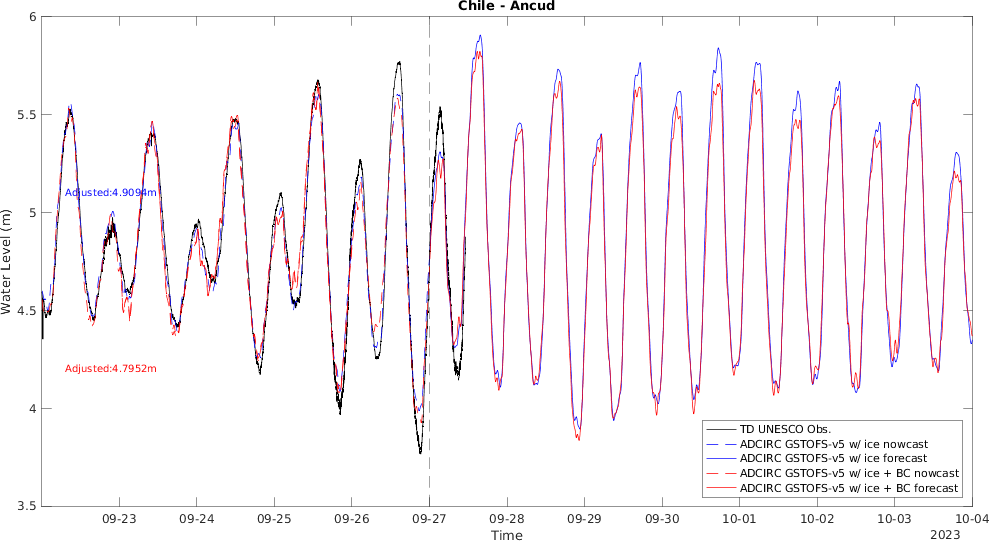 Chile - Ancud
6
5.5
5
4.5
4
3.5
Water Level (m)
Adjusted:4.9094m
Adjusted:4.7952m
TD UNESCO Obs.
ADCIRC GSTOFS-v5 w/ ice nowcast
ADCIRC GSTOFS-v5 w/ ice forecast
ADCIRC GSTOFS-v5 w/ ice + BC nowcast
ADCIRC GSTOFS-v5 w/ ice + BC forecast
09-23 09-24 09-25 09-26 09-27 09-28 09-29 09-30 10-01 10-02 10-03 10-04
Time
2023